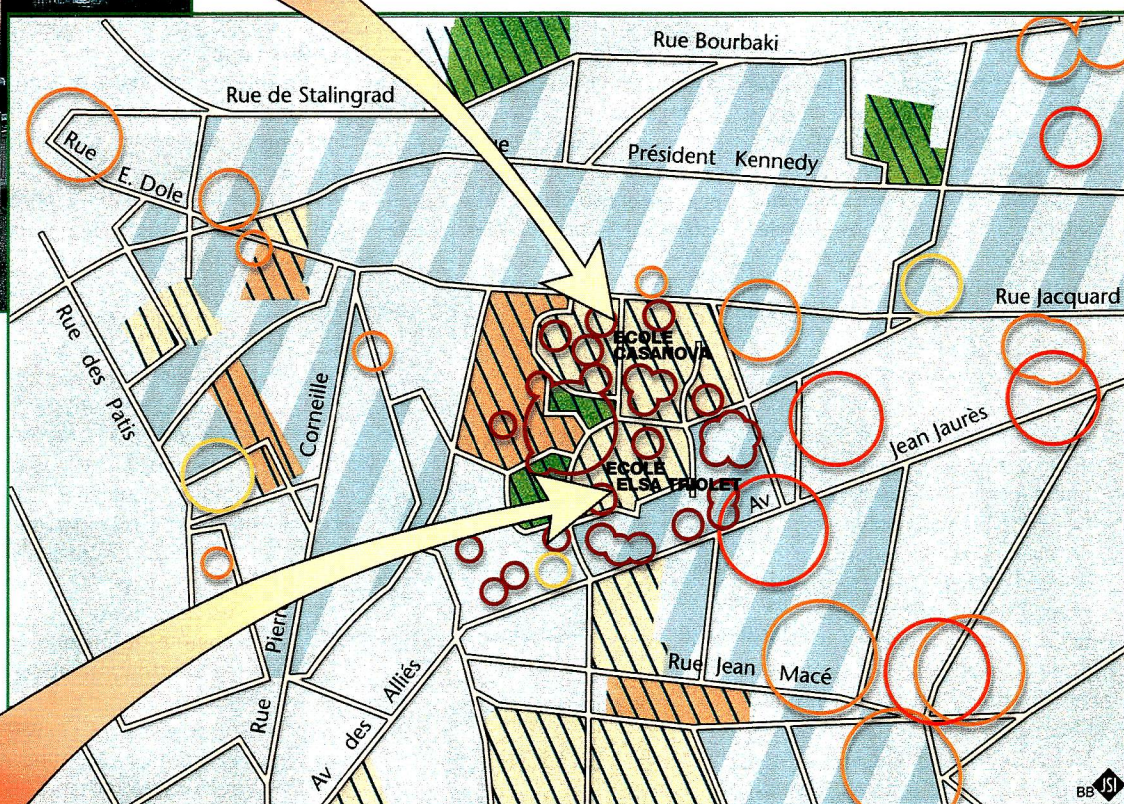 Rue Bourbaki
Rue de Stalingrad
Rue
E. Dole
Président Kennedy
Rue Jacquard
Rue des Patis
Corneille
ECOLE
CASANOVA
Jean Jaurès
ECOLE
ELSA TRIOLET
Av
Rue Jean Macé
Rue Pierr
Av des Alliés
BB JSI